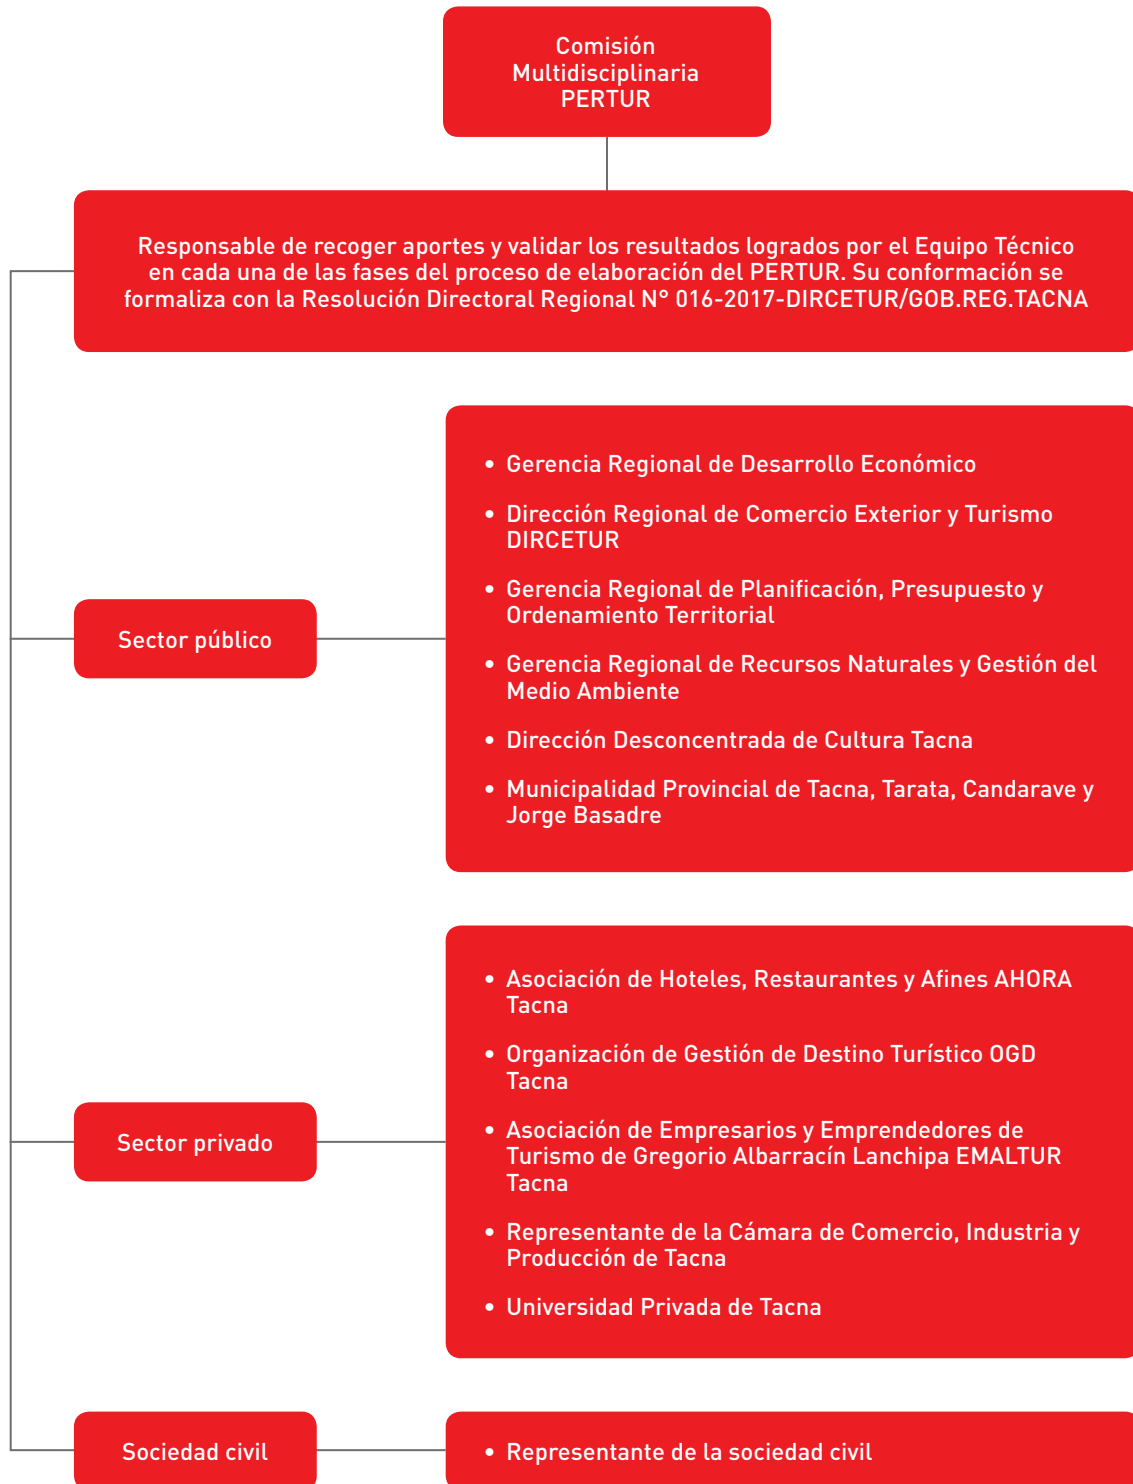 Comisión
Multidisciplinaria
PERTUR
Responsable de recoger aportes y validar los resultados logrados por el Equipo Técnico
en cada una de las fases del proceso de elaboración del PERTUR. Su conformación se
formaliza con la Resolución Directoral Regional N° 016-2017-DIRCETUR/GOB.REG.TACNA
Sector público
• Gerencia Regional de Desarrollo Económico
• Dirección Regional de Comercio Exterior y Turismo
DIRCETUR
• Gerencia Regional de Planificación, Presupuesto y
Ordenamiento Territorial
• Gerencia Regional de Recursos Naturales y Gestión del
Medio Ambiente
• Dirección Desconcentrada de Cultura Tacna
• Municipalidad Provincial de Tacna, Tarata, Candarave y
Jorge Basadre
Sector privado
• Asociación de Hoteles, Restaurantes y Afines AHORA
Tacna
• Organización de Gestión de Destino Turístico OGD
Tacna
• Asociación de Empresarios y Emprendedores de
Turismo de Gregorio Albarracín Lanchipa EMALTUR
Tacna
• Representante de la Cámara de Comercio, Industria y
Producción de Tacna
• Universidad Privada de Tacna
Sociedad civil
• Representante de la sociedad civil